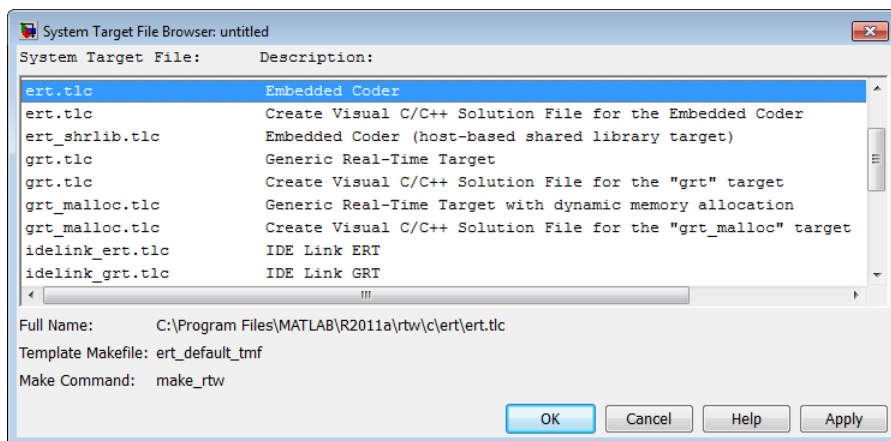 System Target File Browser: untitled
System Target File: Description:
ert.tlc Embedded Coder
ert.tlc Create Visual C/C++ Solution File for the Embedded Coder
ert_shrlib.tlc Embedded Coder (host-based shared library target)
grt.tlc Generic Real-Time Target
grt.tlc Create Visual C/C++ Solution File for the "grt" target
grt_malloc.tlc Generic Real-Time Target with dynamic memory allocation
grt_malloc.tlc Create Visual C/C++ Solution File for the "grt_malloc" target
idelink_ert.tlc IDE Link ERT
idelink_grt.tlc IDE Link GRT
Full Name: C:\Program Files\MATLAB\R2011a\rtw\c\ert\ert.tlc
Template Makefile: ert_default_tmf
Make Command: make_rtw
OK Cancel Help Apply